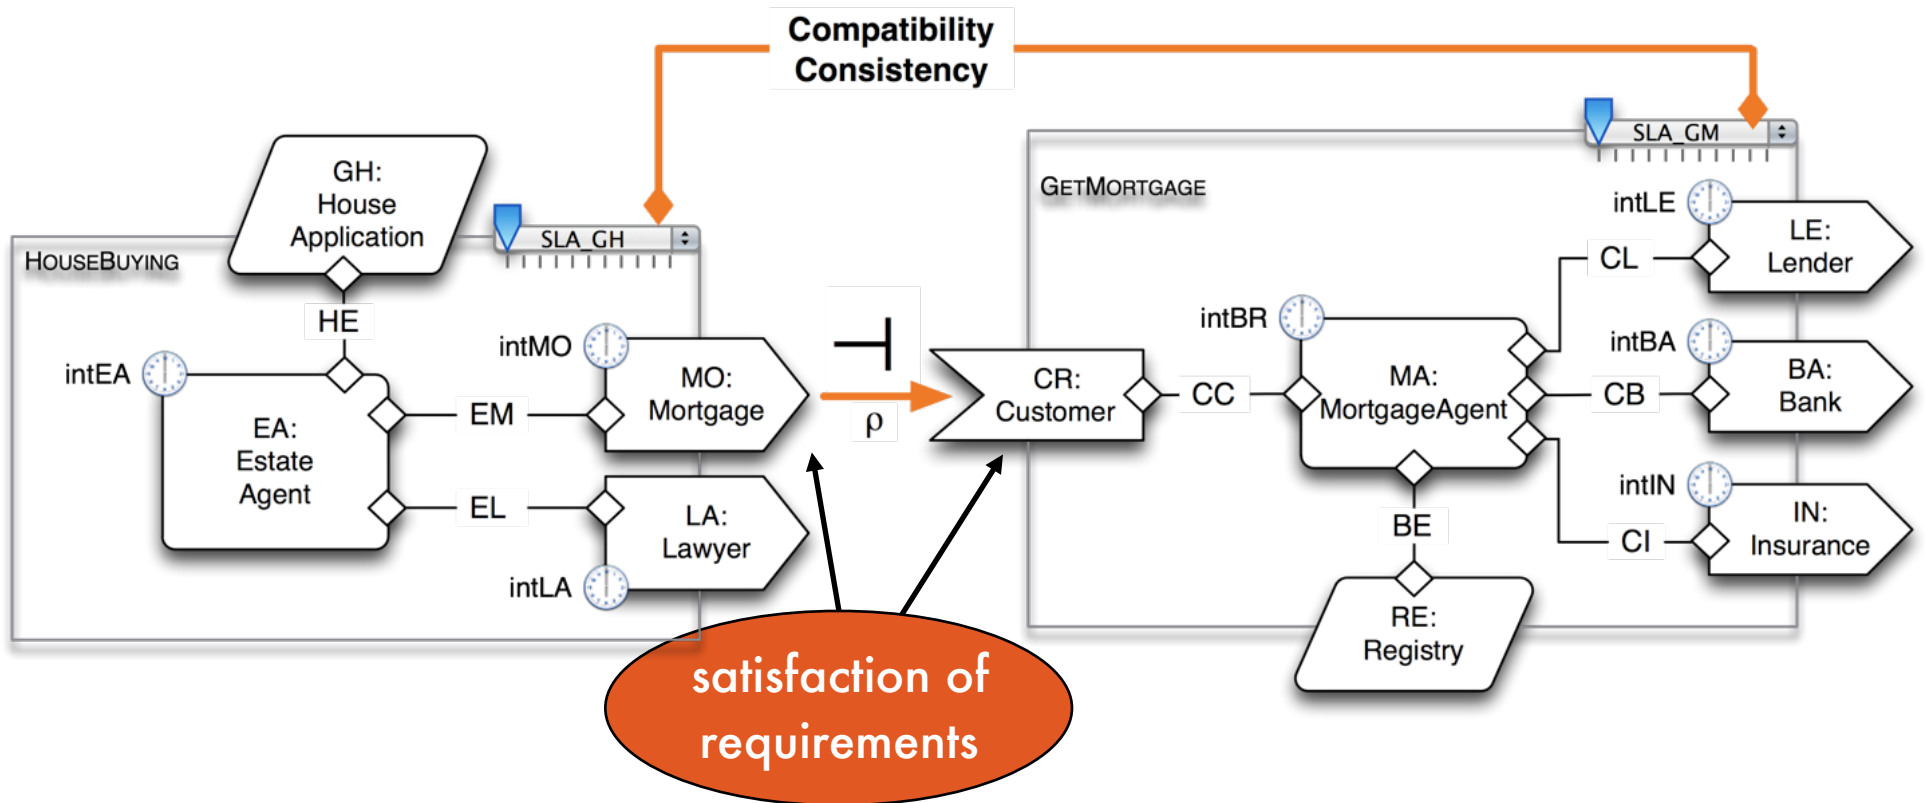 Compatibility
Consistency
SLA_GM
GETMORTGAGE
intLE
LE:
Lender
CL
GH:
House
Application
SLA_GH
HOUSEBUYING
HE
intEA
EA:
Estate
Agent
EM
EL
intMO
MO:
Mortgage
LA:
Lawyer
intLA
⊣
ρ
CR:
Customer
CC
intBR
MA:
MortgageAgent
intBA
BA:
Bank
CB
intIN
IN:
Insurance
CI
BE
RE:
Registry
satisfaction of
requirements